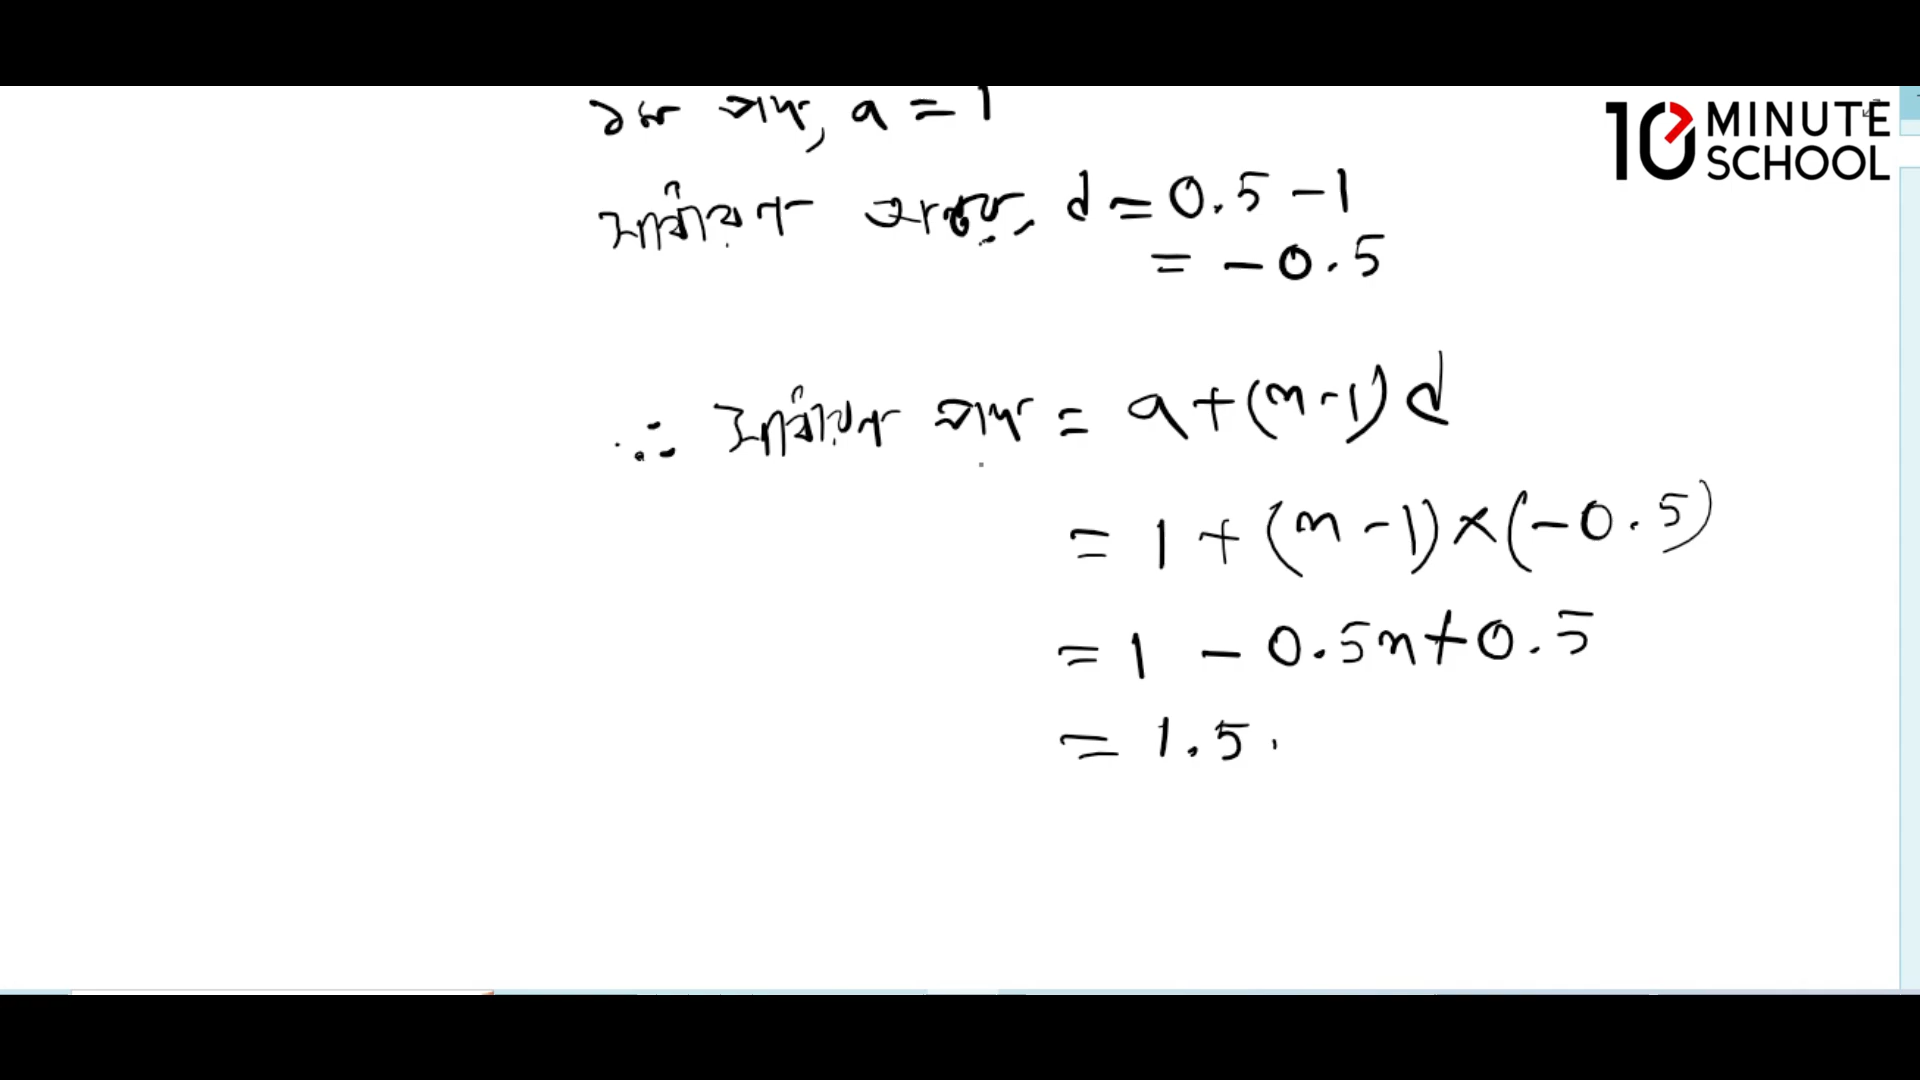 ১ম পদ, a = 1
10 MINUTE SCHOOL
সাধারণ অন্তর, d = 0.5 - 1
= - 0.5
∴ সাধারণ পদ = a + (n - 1) d
= 1 + (n - 1) × (- 0.5)
= 1 - 0.5n + 0.5
= 1.5